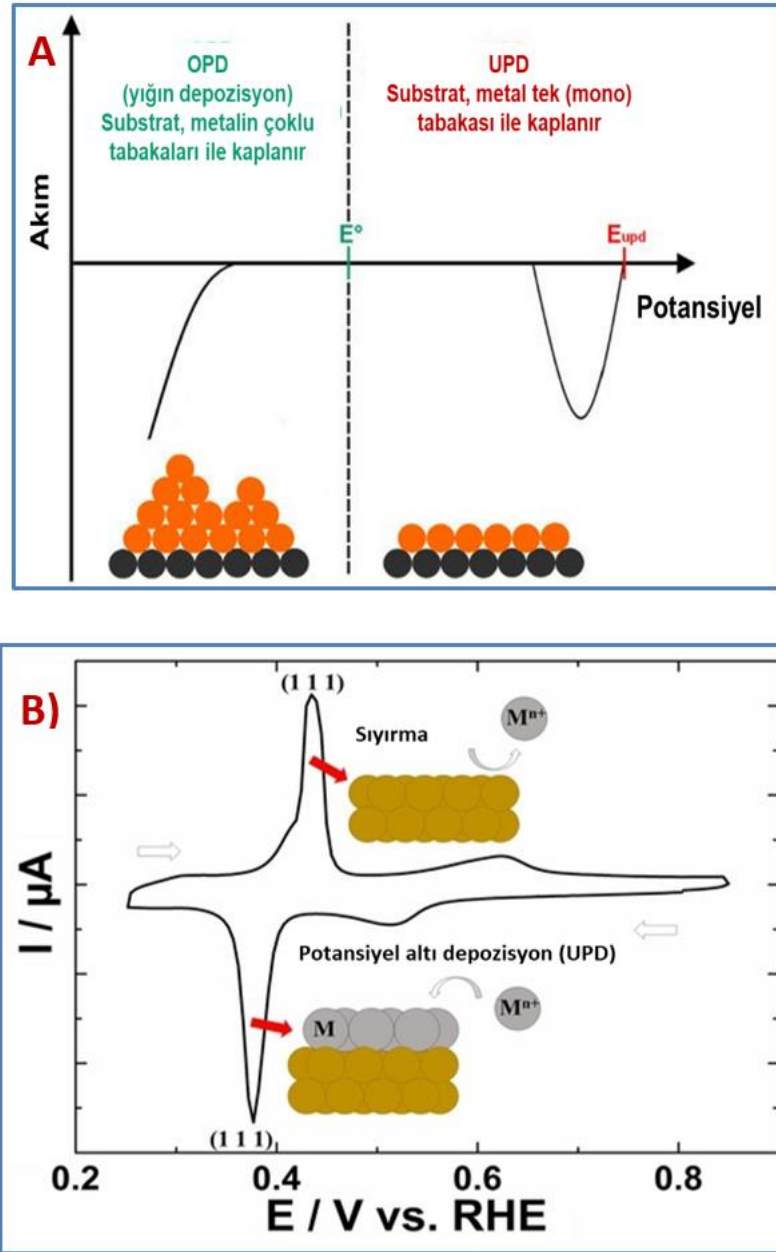 A
OPD
(yığın depozisyon)
Substrat, metalin çoklu
tabakaları ile kaplanır
UPD
Substrat, metal tek (mono)
tabakası ile kaplanır
Akım
E°
Eupd
Potansiyel
B)
(1 1 1)
Sıyırma
Mn+
I / µA
Potansiyel altı depozisyon (UPD)
Mn+
M
(1 1 1)
0.2 0.4 0.6 0.8
E / V vs. RHE